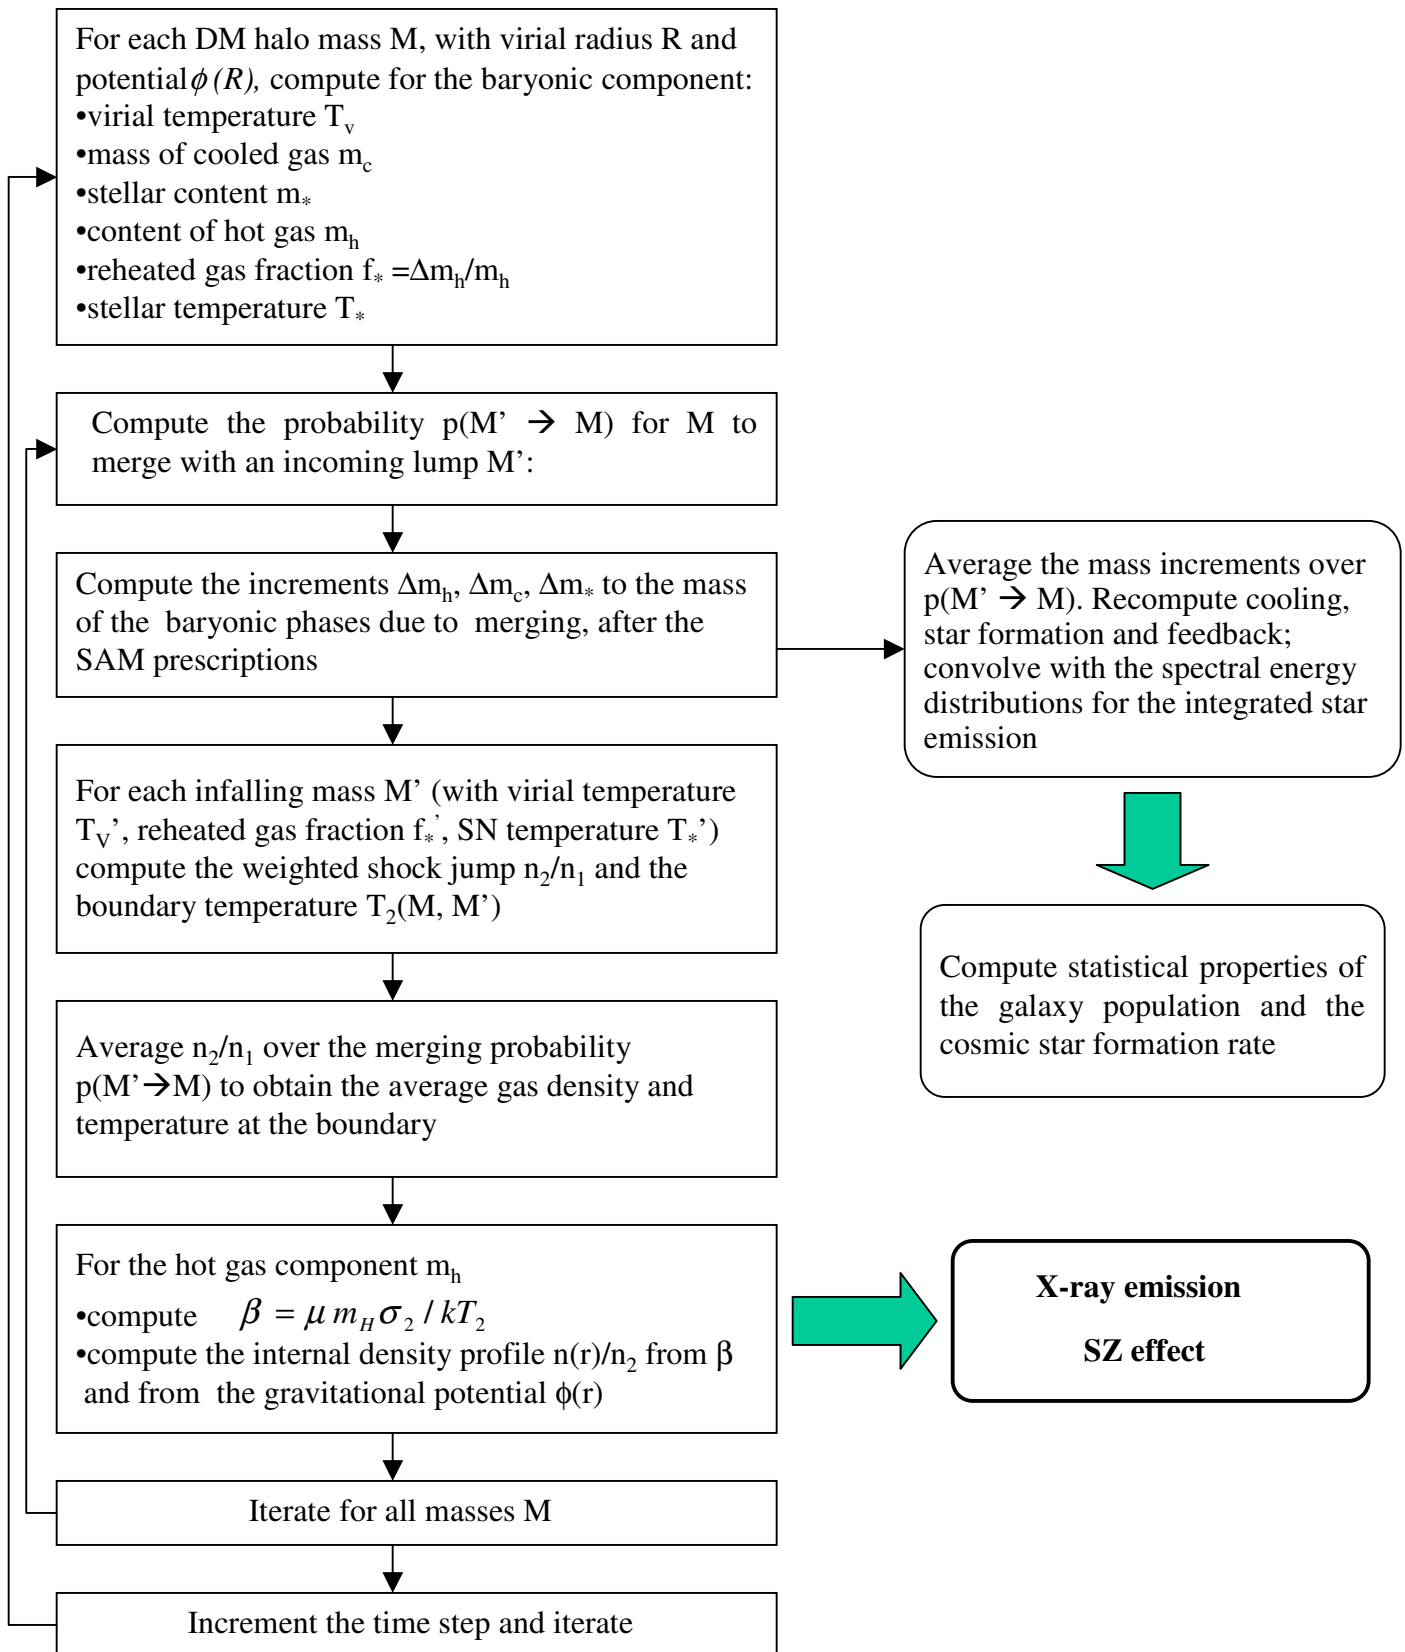 For each DM halo mass M, with virial radius R and
potential ϕ (R), compute for the baryonic component:
•virial temperature Tv
•mass of cooled gas mc
•stellar content m*
•content of hot gas mh
•reheated gas fraction f* =Δmh/mh
•stellar temperature T*
Compute the probability p(M’ → M) for M to
merge with an incoming lump M’:
Compute the increments Δmh, Δmc, Δm* to the mass
of the baryonic phases due to merging, after the
SAM prescriptions
Average the mass increments over
p(M’ → M). Recompute cooling,
star formation and feedback;
convolve with the spectral energy
distributions for the integrated star
emission
For each infalling mass M’ (with virial temperature
TV’, reheated gas fraction f*’, SN temperature T*’)
compute the weighted shock jump n2/n1 and the
boundary temperature T2(M, M’)
Compute statistical properties of
the galaxy population and the
cosmic star formation rate
Average n2/n1 over the merging probability
p(M’→M) to obtain the average gas density and
temperature at the boundary
For the hot gas component mh
•compute β = μ mH σ2 / kT2
•compute the internal density profile n(r)/n2 from β
and from the gravitational potential ϕ(r)
X-ray emission
SZ effect
Iterate for all masses M
Increment the time step and iterate